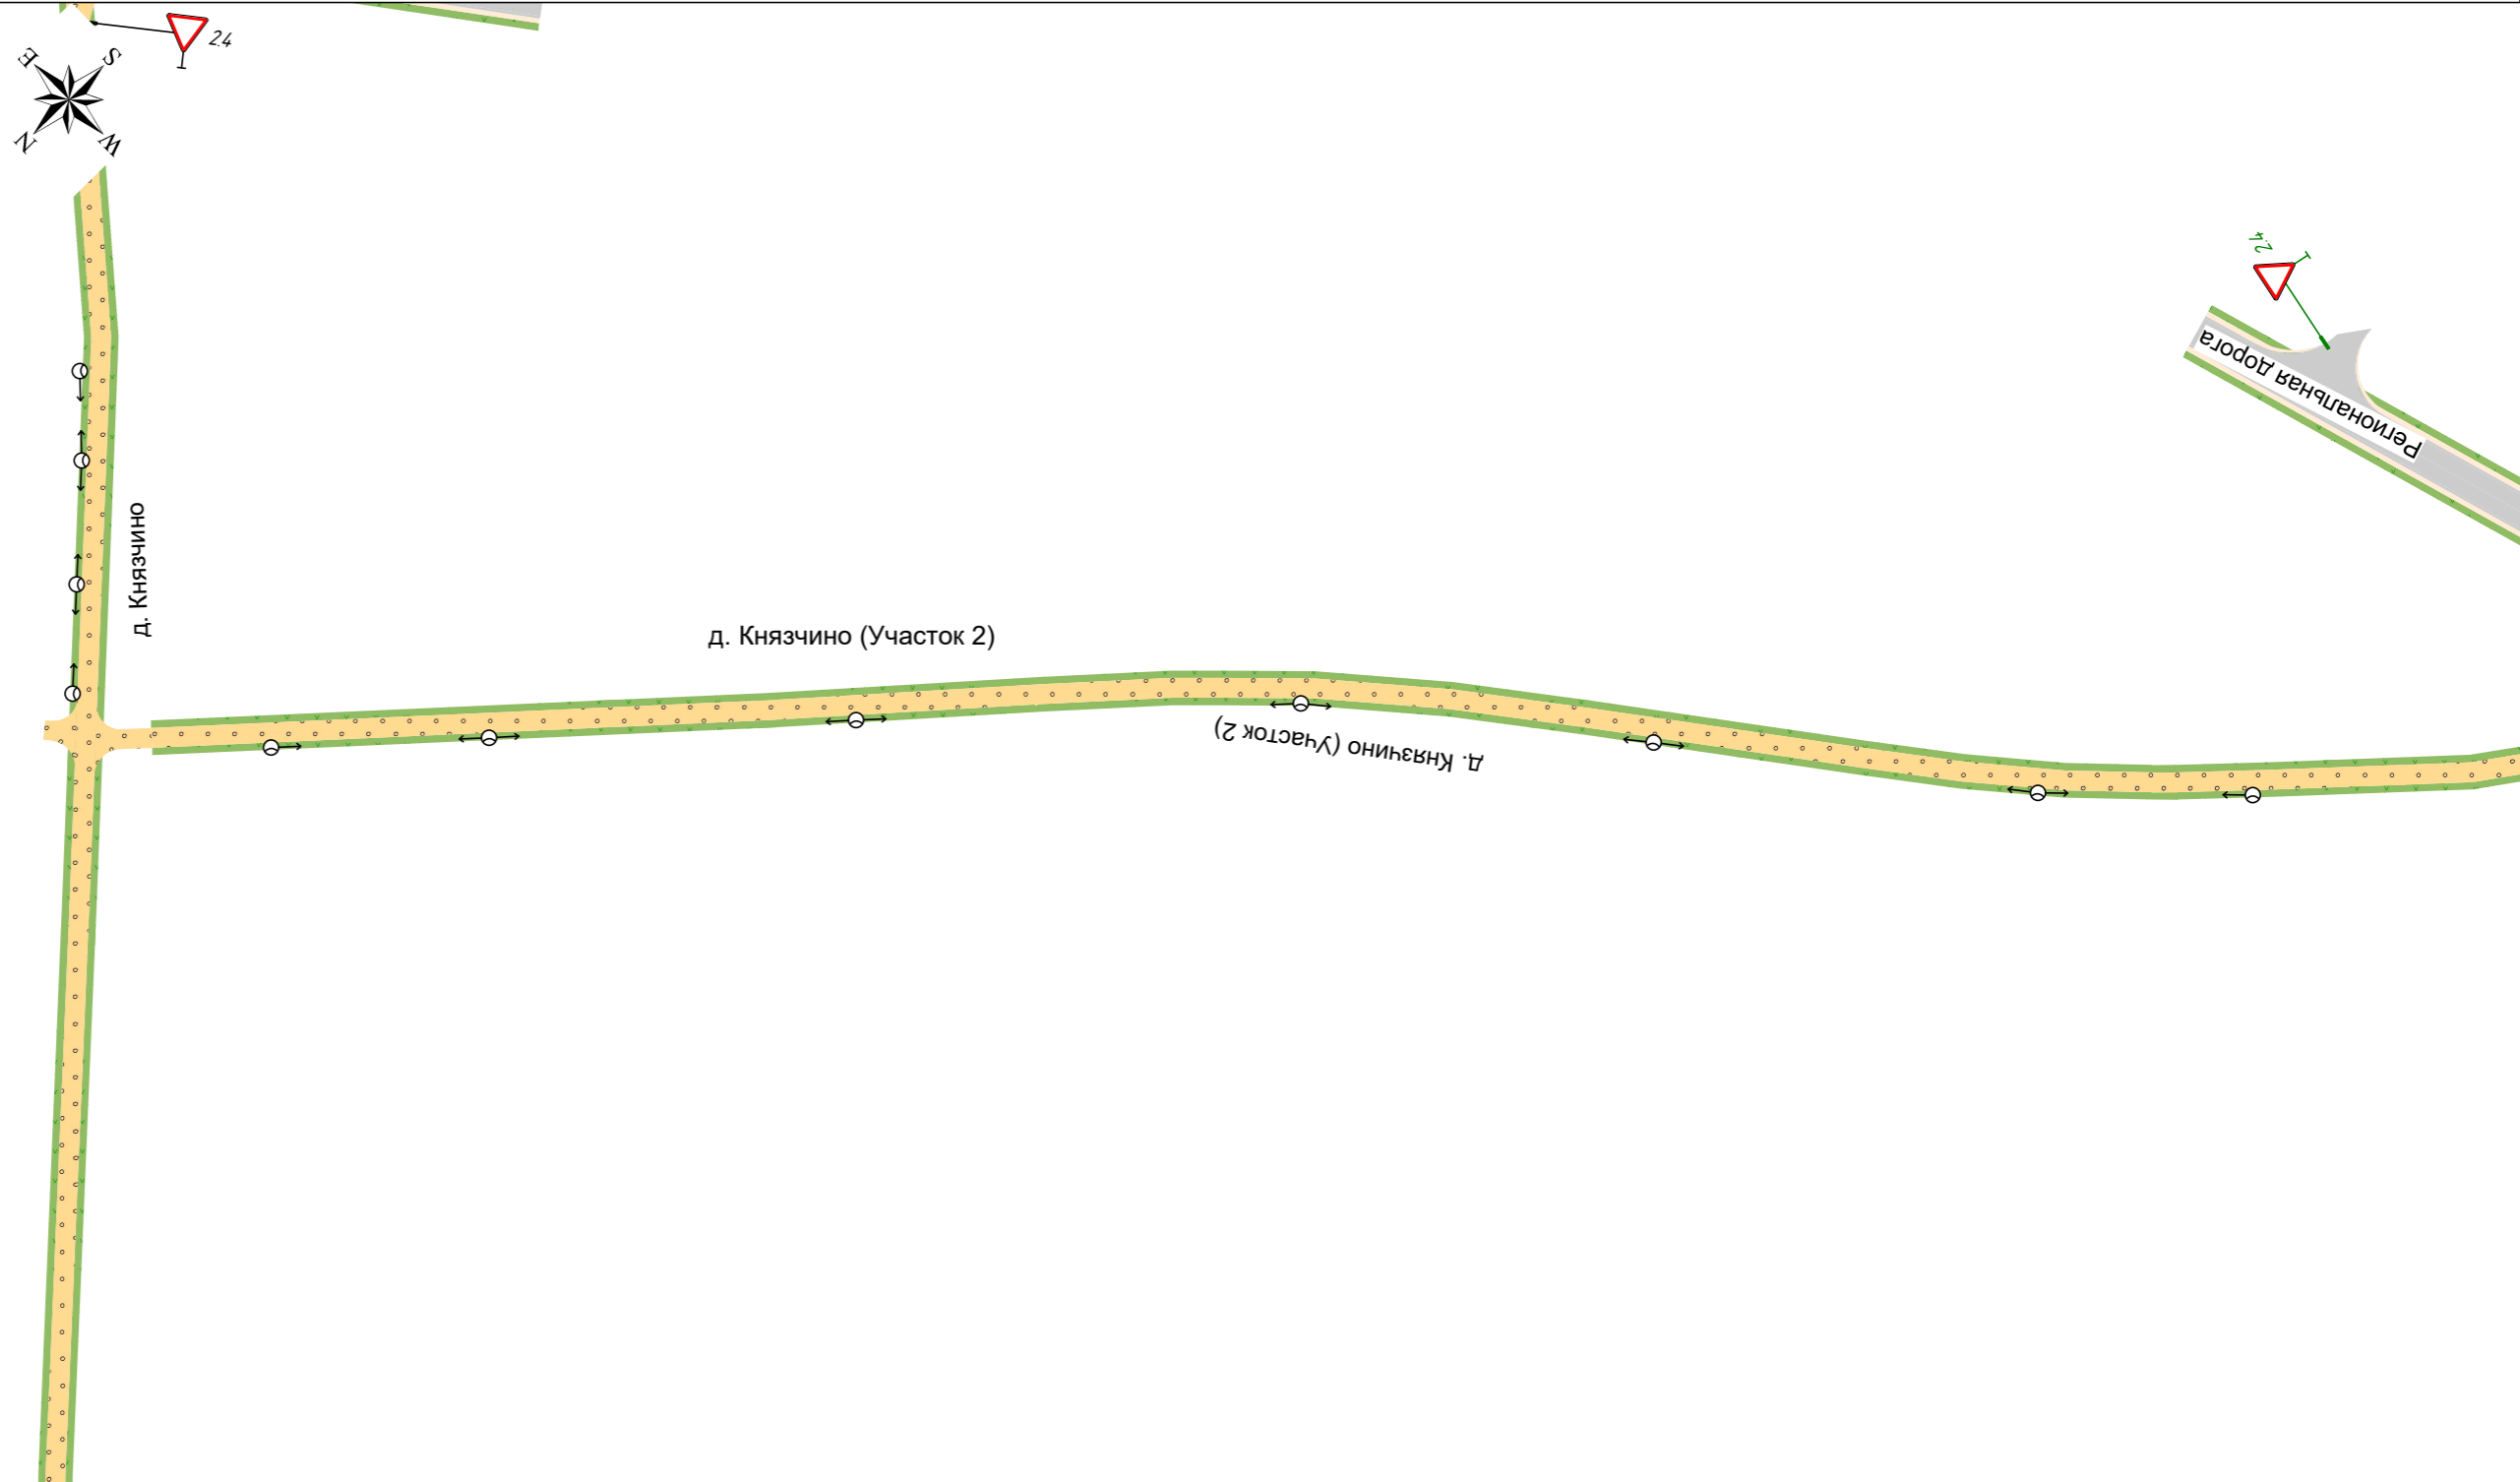 2.4
E
S
N
W
2.4
Региональная дорога
д. Князчино
д. Князчино (Участок 2)
д. Князчино (Участок 2)